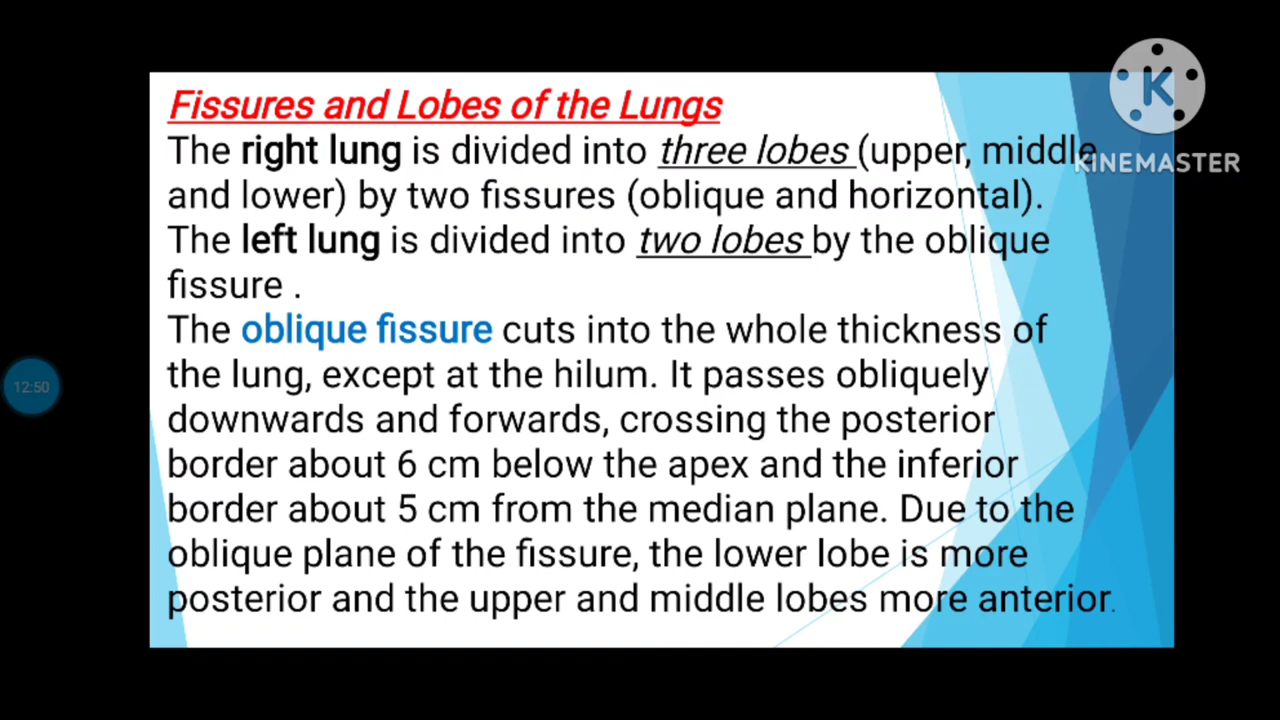 Fissures and Lobes of the Lungs
The right lung is divided into three lobes (upper, middle
and lower) by two fissures (oblique and horizontal).
The left lung is divided into two lobes by the oblique
fissure .
The oblique fissure cuts into the whole thickness of
the lung, except at the hilum. It passes obliquely
downwards and forwards, crossing the posterior
border about 6 cm below the apex and the inferior
border about 5 cm from the median plane. Due to the
oblique plane of the fissure, the lower lobe is more
posterior and the upper and middle lobes more anterior.
K
KINEMASTER
12:50